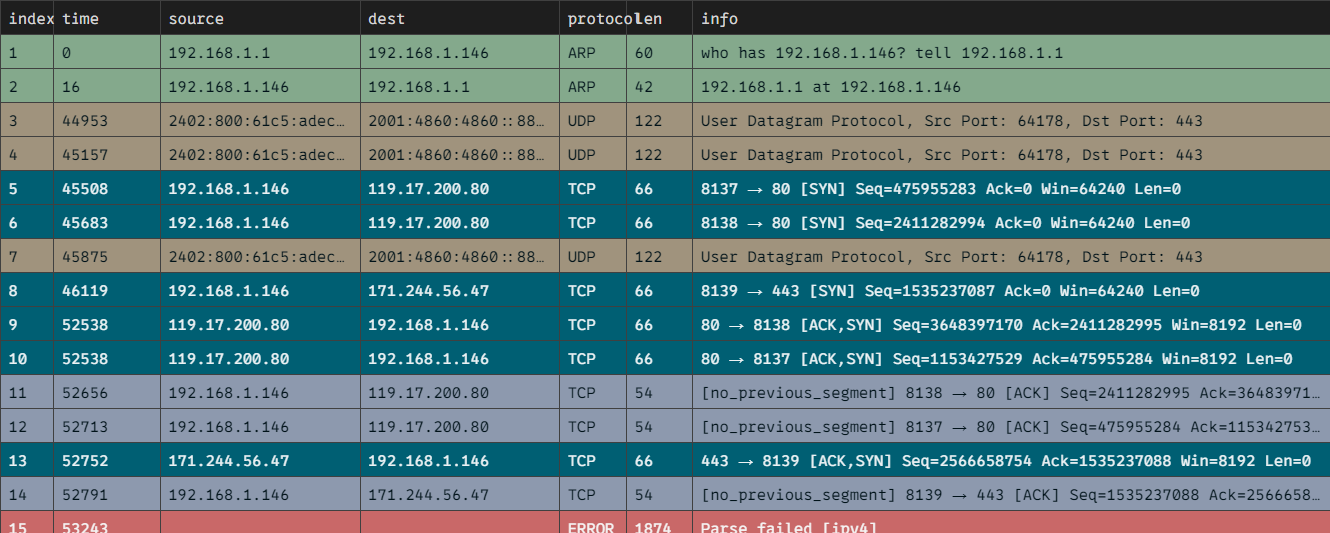 index time source dest protocol len info
1 0 192.168.1.1 192.168.1.146 ARP 60 who has 192.168.1.146? tell 192.168.1.1
2 16 192.168.1.146 192.168.1.1 ARP 42 192.168.1.1 at 192.168.1.146
3 44953 2402:800:61c5:adec… 2001:4860:4860::88… UDP 122 User Datagram Protocol, Src Port: 64178, Dst Port: 443
4 45157 2402:800:61c5:adec… 2001:4860:4860::88… UDP 122 User Datagram Protocol, Src Port: 64178, Dst Port: 443
5 45508 192.168.1.146 119.17.200.80 TCP 66 8137 → 80 [SYN] Seq=475955283 Ack=0 Win=64240 Len=0
6 45683 192.168.1.146 119.17.200.80 TCP 66 8138 → 80 [SYN] Seq=2411282994 Ack=0 Win=64240 Len=0
7 45875 2402:800:61c5:adec… 2001:4860:4860::88… UDP 122 User Datagram Protocol, Src Port: 64178, Dst Port: 443
8 46119 192.168.1.146 171.244.56.47 TCP 66 8139 → 443 [SYN] Seq=1535237087 Ack=0 Win=64240 Len=0
9 52538 119.17.200.80 192.168.1.146 TCP 66 80 → 8138 [ACK,SYN] Seq=3648397170 Ack=2411282995 Win=8192 Len=0
10 52538 119.17.200.80 192.168.1.146 TCP 66 80 → 8137 [ACK,SYN] Seq=1153427529 Ack=475955284 Win=8192 Len=0
11 52656 192.168.1.146 119.17.200.80 TCP 54 [no_previous_segment] 8138 → 80 [ACK] Seq=2411282995 Ack=36483971…
12 52713 192.168.1.146 119.17.200.80 TCP 54 [no_previous_segment] 8137 → 80 [ACK] Seq=475955284 Ack=115342753…
13 52752 171.244.56.47 192.168.1.146 TCP 66 443 → 8139 [ACK,SYN] Seq=2566658754 Ack=1535237088 Win=8192 Len=0
14 52791 192.168.1.146 171.244.56.47 TCP 54 [no_previous_segment] 8139 → 443 [ACK] Seq=1535237088 Ack=2566658…
15 53243 ERROR 1874 Parse failed [ipv4]